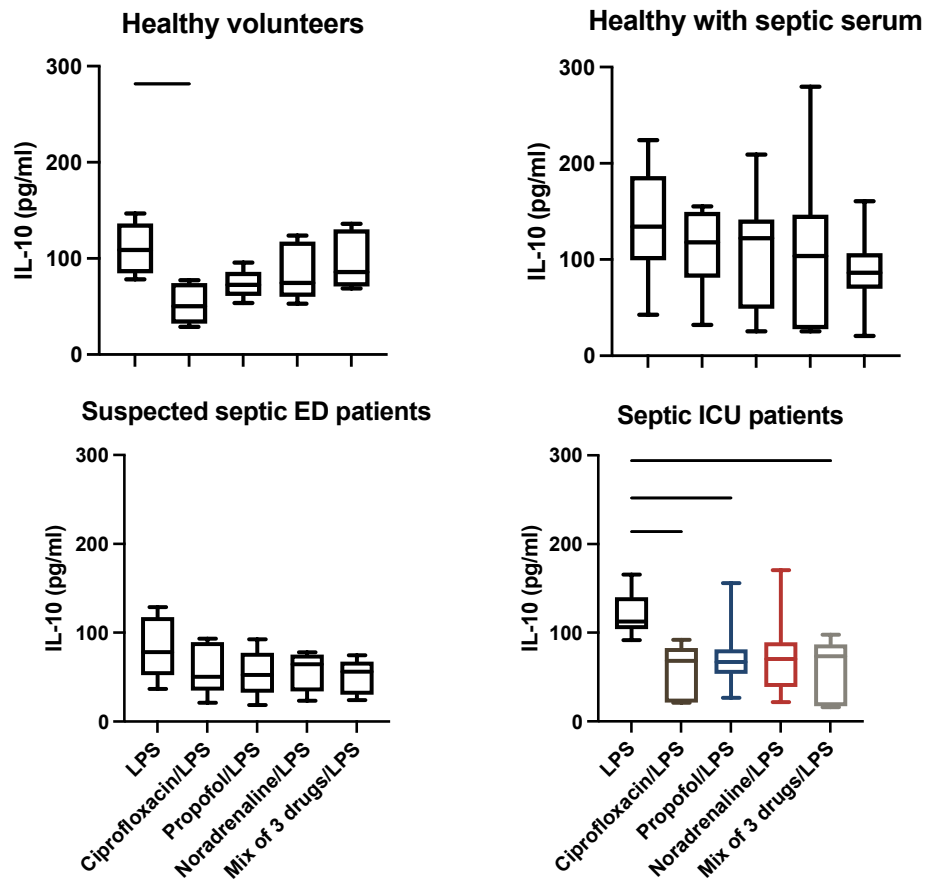 Healthy volunteers
300
200
100
0
IL-10 (pg/ml)
Healthy with septic serum
300
200
100
0
IL-10 (pg/ml)
Suspected septic ED patients
300
200
100
0
IL-10 (pg/ml)
LPS
Ciprofloxacin/LPS
Propofol/LPS
Noradrenaline/LPS
Mix of 3 drugs/LPS
Septic ICU patients
300
200
100
0
IL-10 (pg/ml)
LPS
Ciprofloxacin/LPS
Propofol/LPS
Noradrenaline/LPS
Mix of 3 drugs/LPS